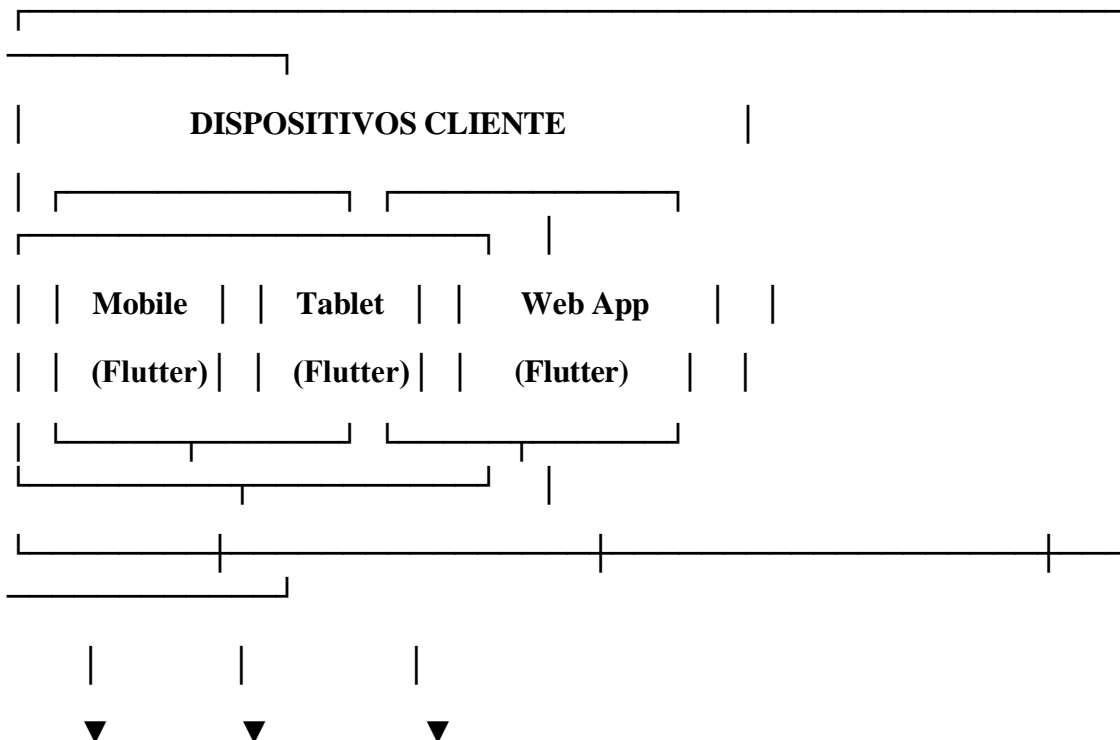 DISPOSITIVOS CLIENTE
Mobile Tablet Web App
(Flutter) (Flutter) (Flutter)